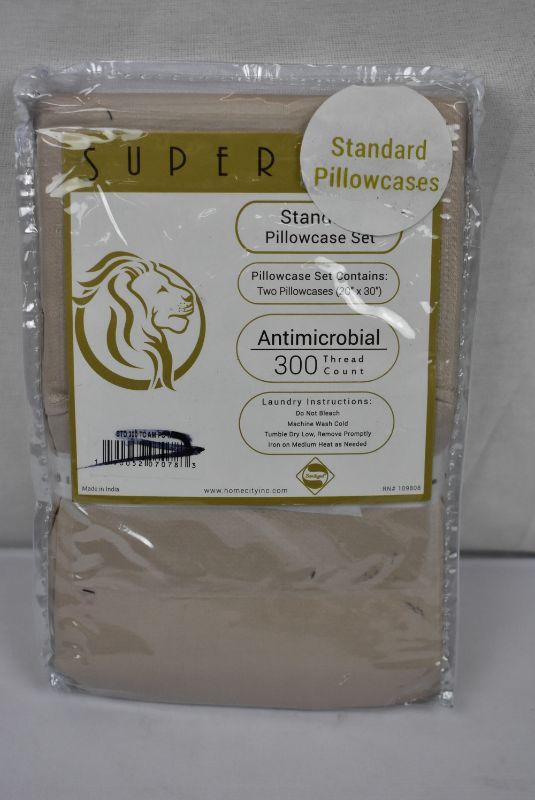 SUPER
Standard
Pillowcases
Pillowcase Set
Pillowcase Set Contains:
Two Pillowcases (20" x 30")
Antimicrobial
300 Thread Count
Laundry Instructions:
Do Not Bleach
Machine Wash Cold
Tumble Dry Low, Remove Promptly
Iron on Medium Heat as Needed
Made in India
www.homecityinc.com
RN# 109808